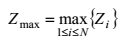 Z_max = max_{1≤i≤N} {Z_i}